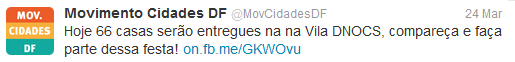 MOV.
CIDADES
DF
Movimento Cidades DF @MovCidadesDF 24 Mar
Hoje 66 casas serão entregues na na Vila DNOCS, compareça e faça
parte dessa festa! on.fb.me/GKWOvu